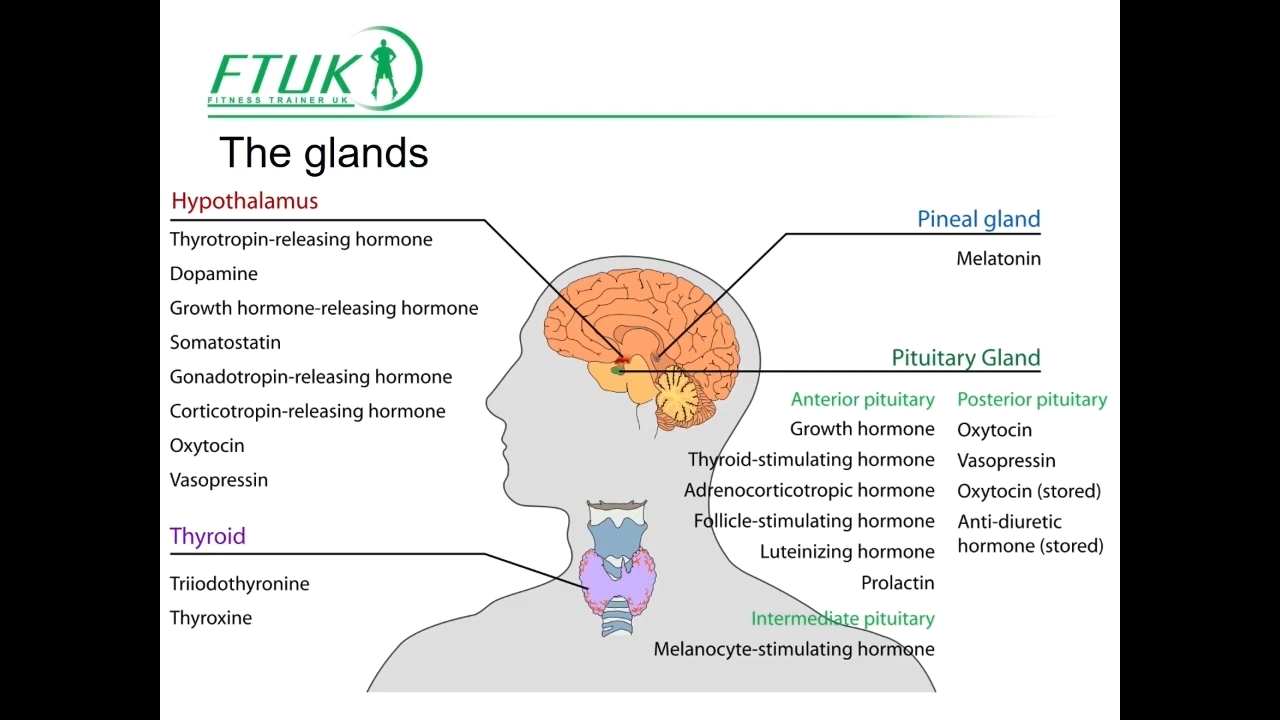 FTUK
FITNESS TRAINER UK
The glands
Hypothalamus
Thyrotropin-releasing hormone
Dopamine
Growth hormone-releasing hormone
Somatostatin
Gonadotropin-releasing hormone
Corticotropin-releasing hormone
Oxytocin
Vasopressin
Thyroid
Triiodothyronine
Thyroxine
Pineal gland
Melatonin
Pituitary Gland
Anterior pituitary
Growth hormone
Thyroid-stimulating hormone
Adrenocorticotropic hormone
Follicle-stimulating hormone
Luteinizing hormone
Prolactin
Intermediate pituitary
Melanocyte-stimulating hormone
Posterior pituitary
Oxytocin
Vasopressin
Oxytocin (stored)
Anti-diuretic
hormone (stored)